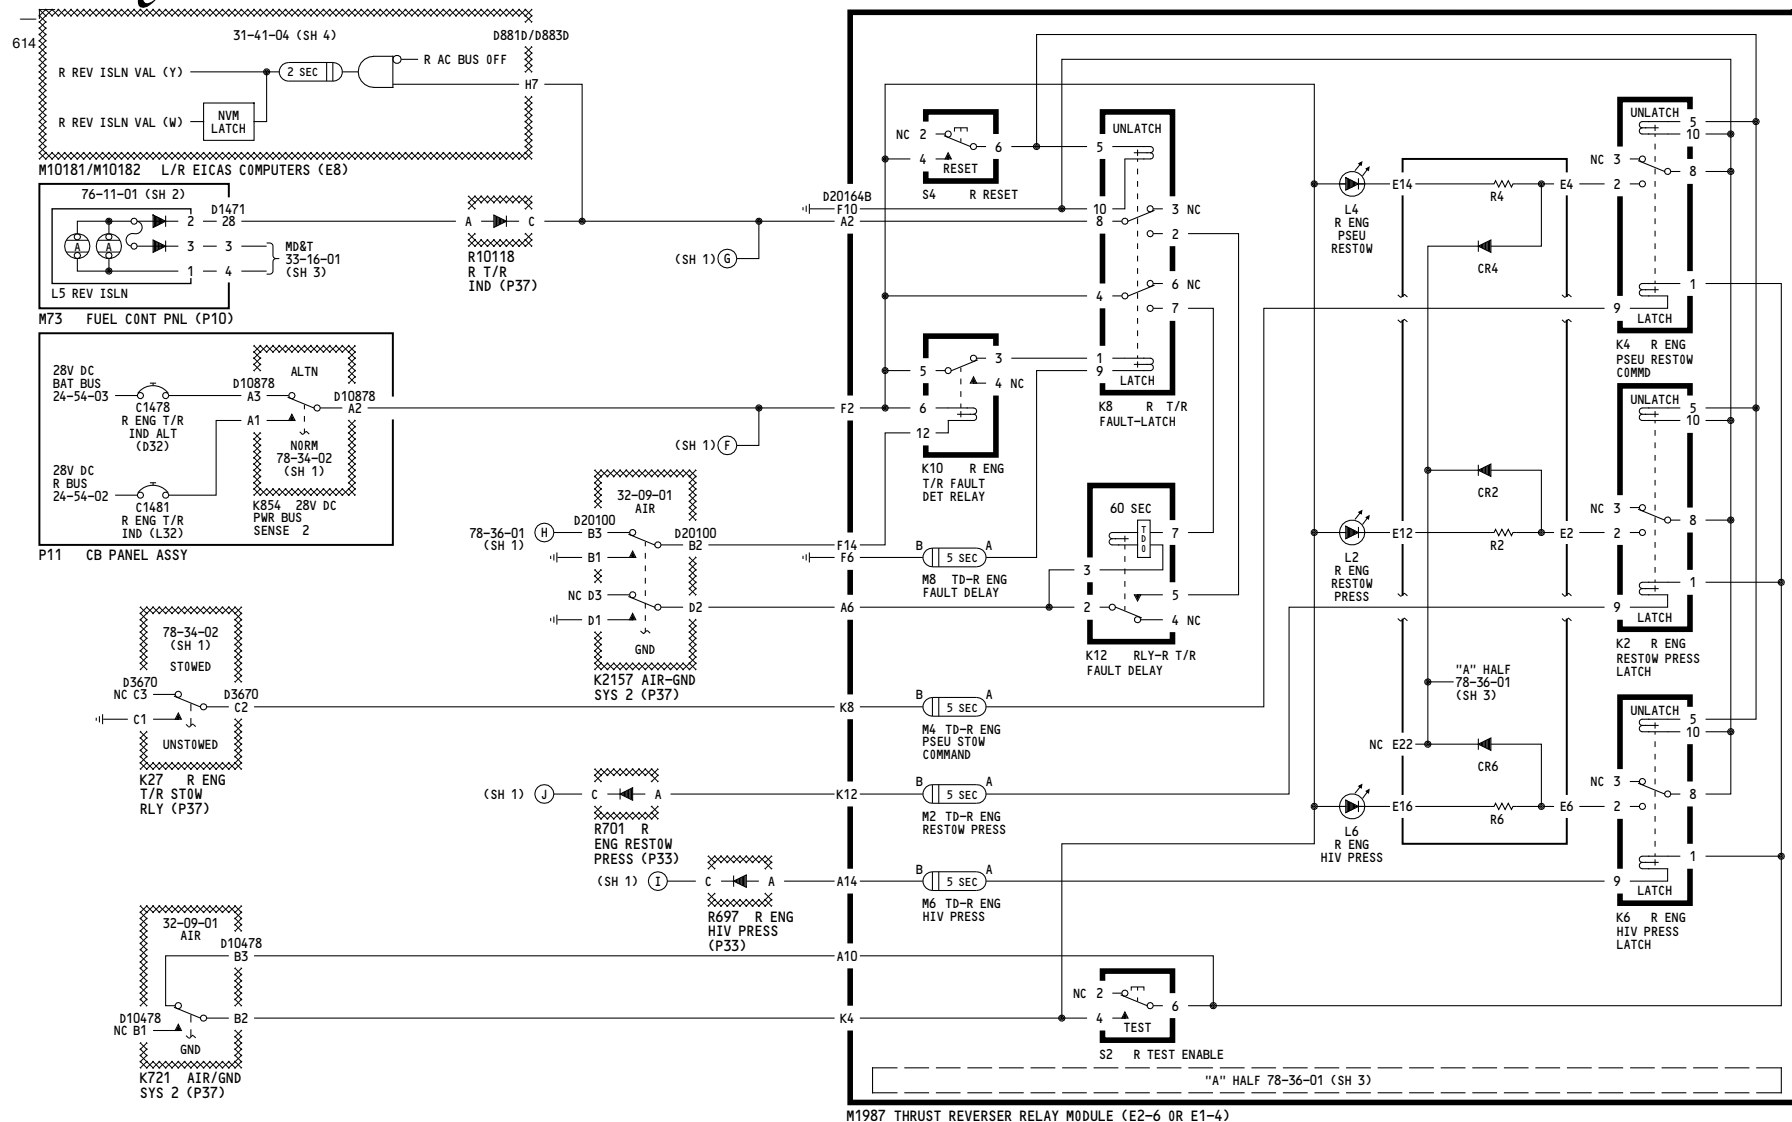 614
31-41-04 (SH 4)
D881D/D883D
R REV ISLN VAL (Y)
2 SEC
R AC BUS OFF
H7
R REV ISLN VAL (W)
NVM
LATCH
M10181/M10182 L/R EICAS COMPUTERS (E8)
76-11-01 (SH 2)
D1471
2 28
A A
3 3
1 4
MD&T
33-16-01
(SH 3)
L5 REV ISLN
M73 FUEL CONT PNL (P10)
A C
R10118
R T/R
IND (P37)
(SH 1) G
28V DC
BAT BUS
24-54-03
C1478
R ENG T/R
IND ALT
(D32)
D10878
A3
ALTN
D10878
A2
A1
NORM
78-34-02
(SH 1)
28V DC
R BUS
24-54-02
C1481
R ENG T/R
IND (L32)
K854 28V DC
PWR BUS
SENSE 2
P11 CB PANEL ASSY
(SH 1) F
32-09-01
AIR
78-36-01
(SH 1)
H
D20100
B3
D20100
B2
B1
NC D3
D2
D1
GND
K2157 AIR-GND
SYS 2 (P37)
78-34-02
(SH 1)
STOWED
D3670
NC C3
D3670
C2
C1
UNSTOWED
K27 R ENG
T/R STOW
RLY (P37)
(SH 1) J
C A
R701 R
ENG RESTOW
PRESS (P33)
(SH 1) I
C A
R697 R ENG
HIV PRESS
(P33)
32-09-01
AIR
D10478
B3
D10478
NC B1
B2
GND
K721 AIR/GND
SYS 2 (P37)
D20164B
F10
A2
F2
F14
F6
A6
K8
K12
A14
A10
K4
NC 2
4
6
RESET
S4 R RESET
UNLATCH
5
10
8
3 NC
2
4
6 NC
7
1
9
LATCH
K8 R T/R
FAULT-LATCH
5
3
4 NC
6
12
K10 R ENG
T/R FAULT
DET RELAY
B 5 SEC A
M8 TD-R ENG
FAULT DELAY
60 SEC
T
D
O
7
3
2
5
4 NC
K12 RLY-R T/R
FAULT DELAY
B 5 SEC A
M4 TD-R ENG
PSEU STOW
COMMAND
B 5 SEC A
M2 TD-R ENG
RESTOW PRESS
B 5 SEC A
M6 TD-R ENG
HIV PRESS
NC 2
4
6
TEST
S2 R TEST ENABLE
L4
R ENG
PSEU
RESTOW
E14
R4
E4
CR4
CR2
L2
R ENG
RESTOW
PRESS
E12
R2
E2
"A" HALF
78-36-01
(SH 3)
NC E22
CR6
L6
R ENG
HIV PRESS
E16
R6
E6
UNLATCH
5
10
NC 3
8
2
1
9
LATCH
K4 R ENG
PSEU RESTOW
COMMD
UNLATCH
5
10
NC 3
8
2
1
9
LATCH
K2 R ENG
RESTOW PRESS
LATCH
UNLATCH
5
10
NC 3
8
2
1
9
LATCH
K6 R ENG
HIV PRESS
LATCH
"A" HALF 78-36-01 (SH 3)
M1987 THRUST REVERSER RELAY MODULE (E2-6 OR E1-4)